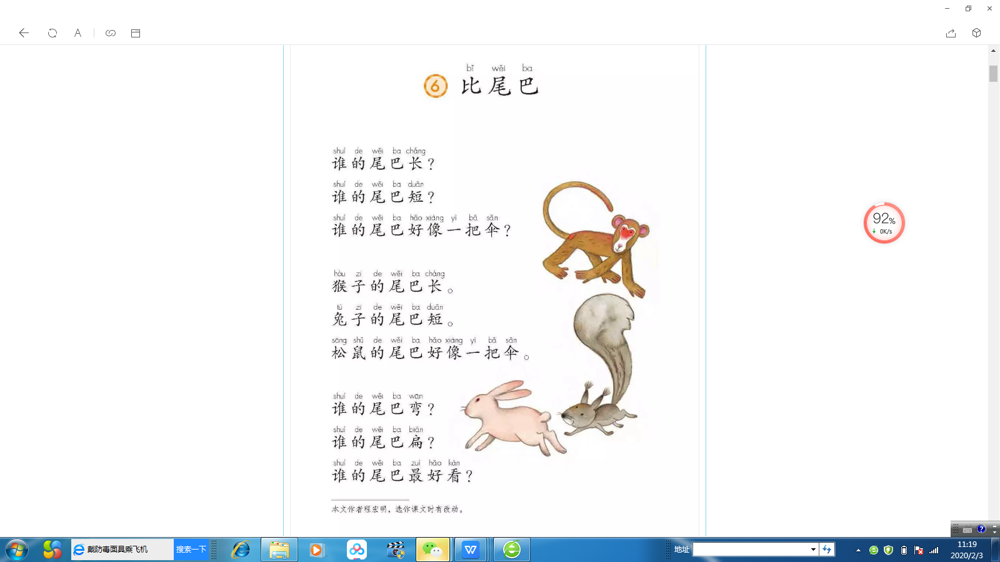 A
bǐ wěi ba
6 比尾巴
shuí de wěi ba cháng
谁的尾巴长？
shuí de wěi ba duǎn
谁的尾巴短？
shuí de wěi ba hǎo xiàng yì bǎ sǎn
谁的尾巴好像一把伞？
hóu zi de wěi ba cháng
猴子的尾巴长。
tù zi de wěi ba duǎn
兔子的尾巴短。
sōng shǔ de wěi ba hǎo xiàng yì bǎ sǎn
松鼠的尾巴好像一把伞。
shuí de wěi ba wān
谁的尾巴弯？
shuí de wěi ba biǎn
谁的尾巴扁？
shuí de wěi ba zuì hǎo kàn
谁的尾巴最好看？
本文作者程宏明，选作课文时有改动。
92%
0K/s
戴防毒面具乘飞机
搜索一下
地址
11:19
2020/2/3